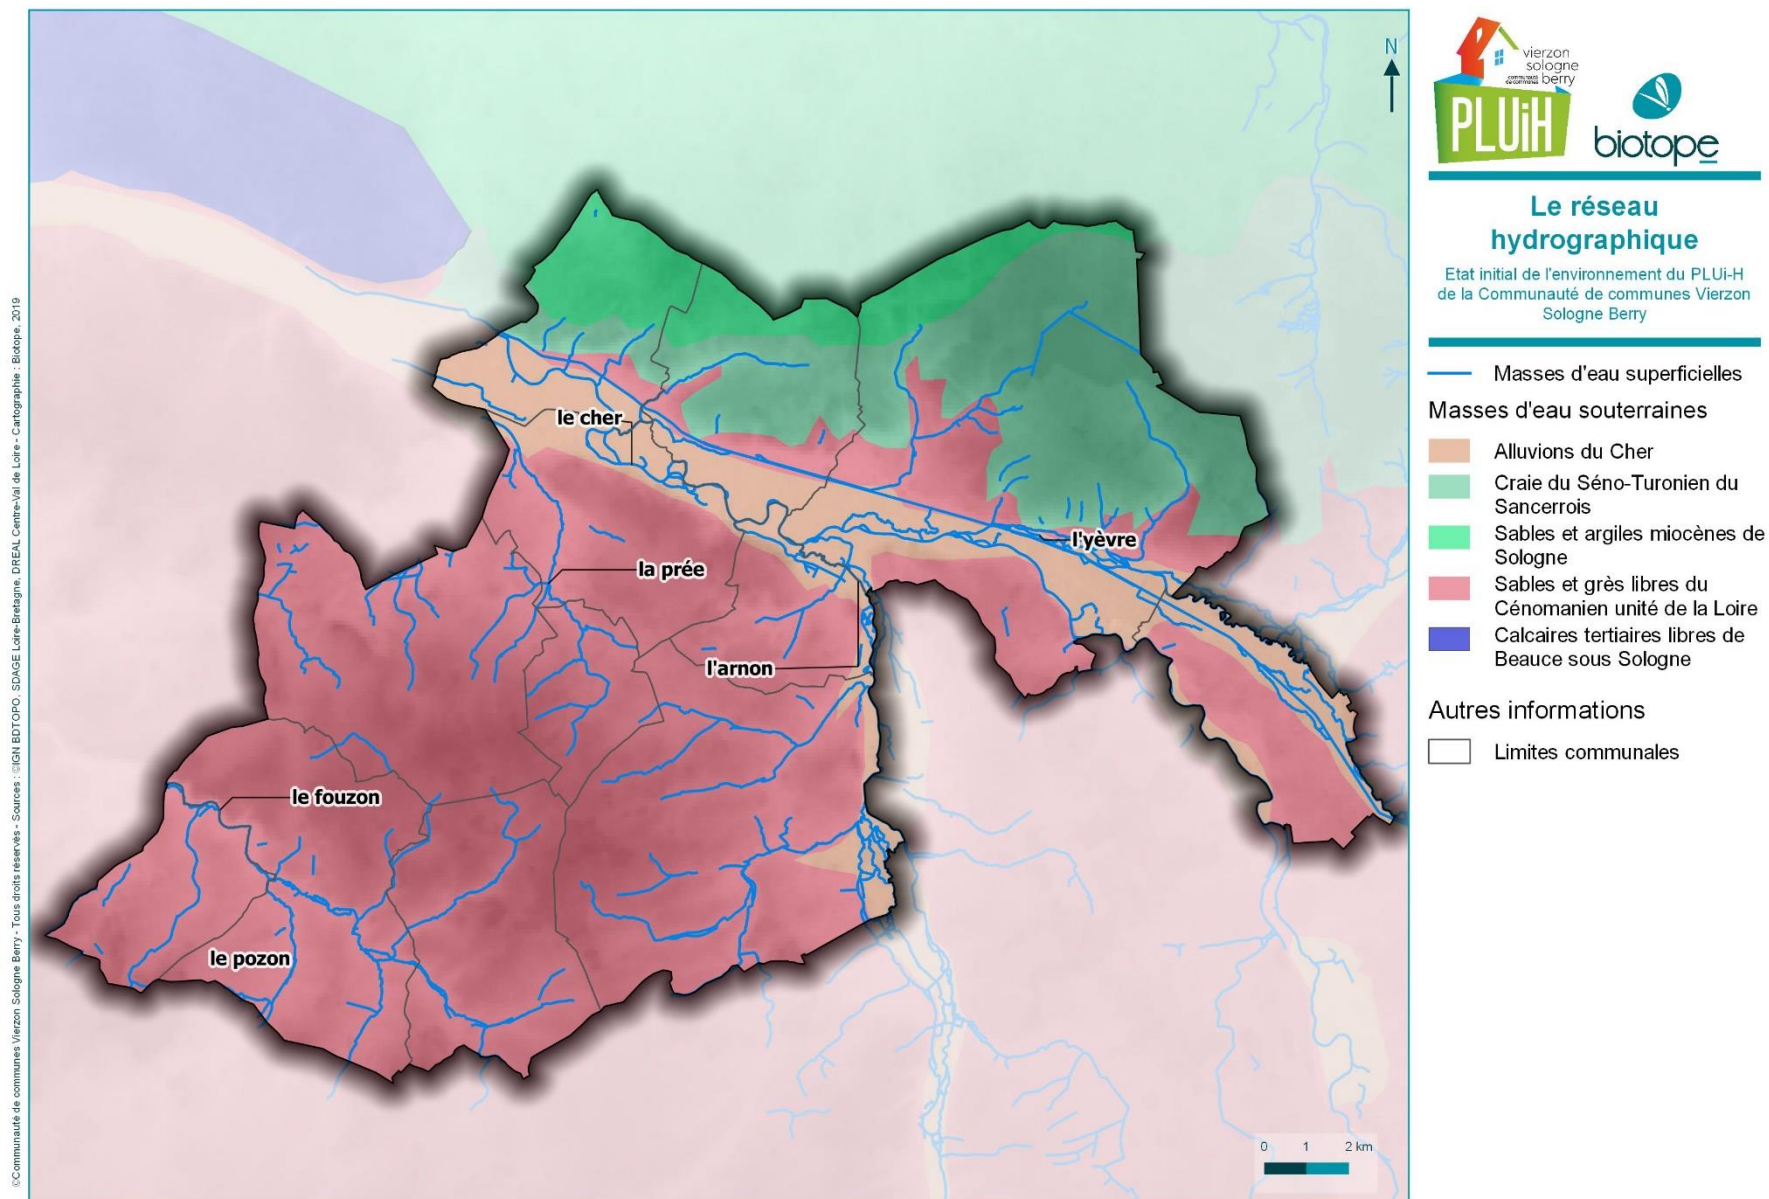 N
le cher
l'yèvre
la prée
l'arnon
le fouzon
le pozon
0 1 2 km
©Communauté de communes Vierzon Sologne Berry - Tous droits réservés - Sources : ©IGN BDTOPO, SDAGE Loire-Bretagne, DREAL Centre-Val de Loire - Cartographie : Biotope, 2019
vierzon
sologne
communauté
de communes berry
PLUiH
biotope
Le réseau
hydrographique
Etat initial de l'environnement du PLUi-H
de la Communauté de communes Vierzon
Sologne Berry
Masses d'eau superficielles
Masses d'eau souterraines
Alluvions du Cher
Craie du Séno-Turonien du
Sancerrois
Sables et argiles miocènes de
Sologne
Sables et grès libres du
Cénomanien unité de la Loire
Calcaires tertiaires libres de
Beauce sous Sologne
Autres informations
Limites communales